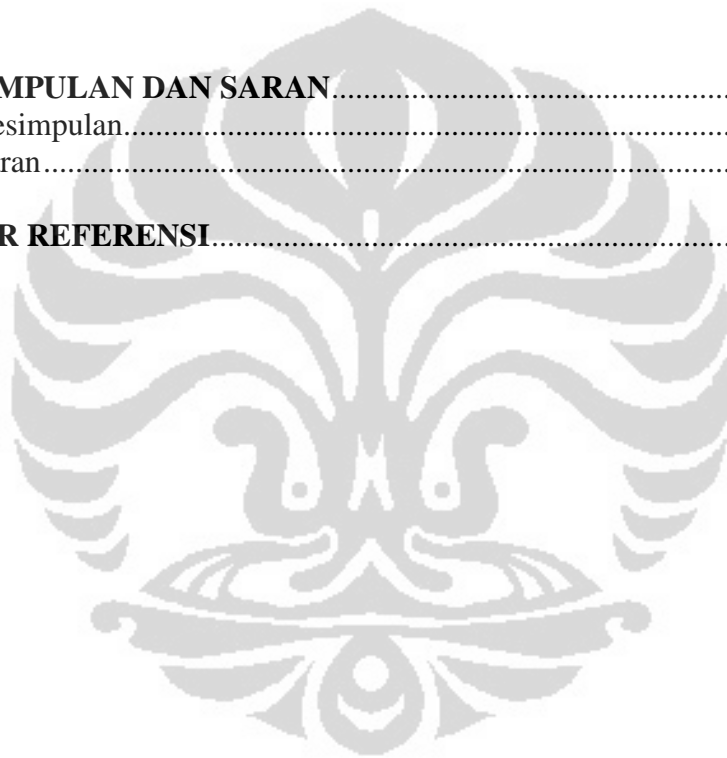 MPULAN DAN SARAN..........................................................
esimpulan..........................................................................
ran......................................................................................
R REFERENSI....................................................................